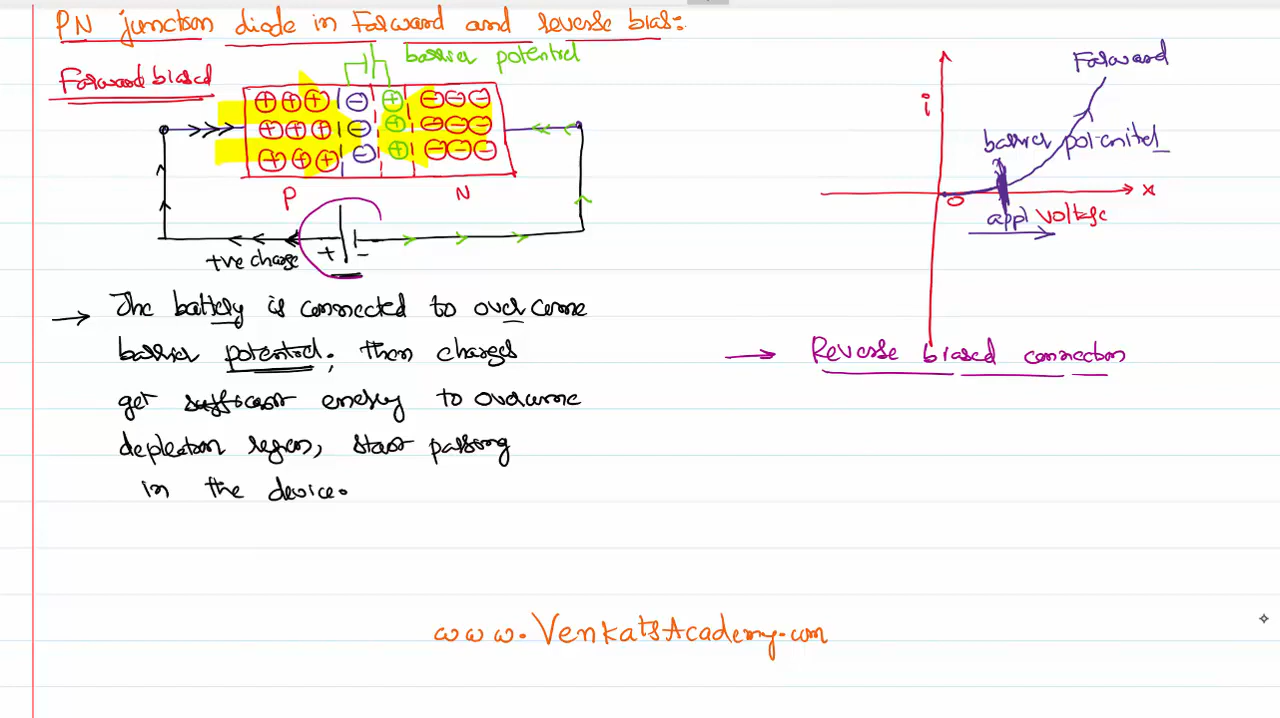 PN junction diode in Forward and reverse bias:
Forward biased
barrier potential
P N
+ -
+ve charge
→ The battery is connected to overcome
barrier potential, then charges
get sufficient energy to overcome
depletion region, start passing
in the device.
Forward
i
barrier potential
0 x
appl voltage
→ Reverse biased connection
www.VenkatsAcademy.com